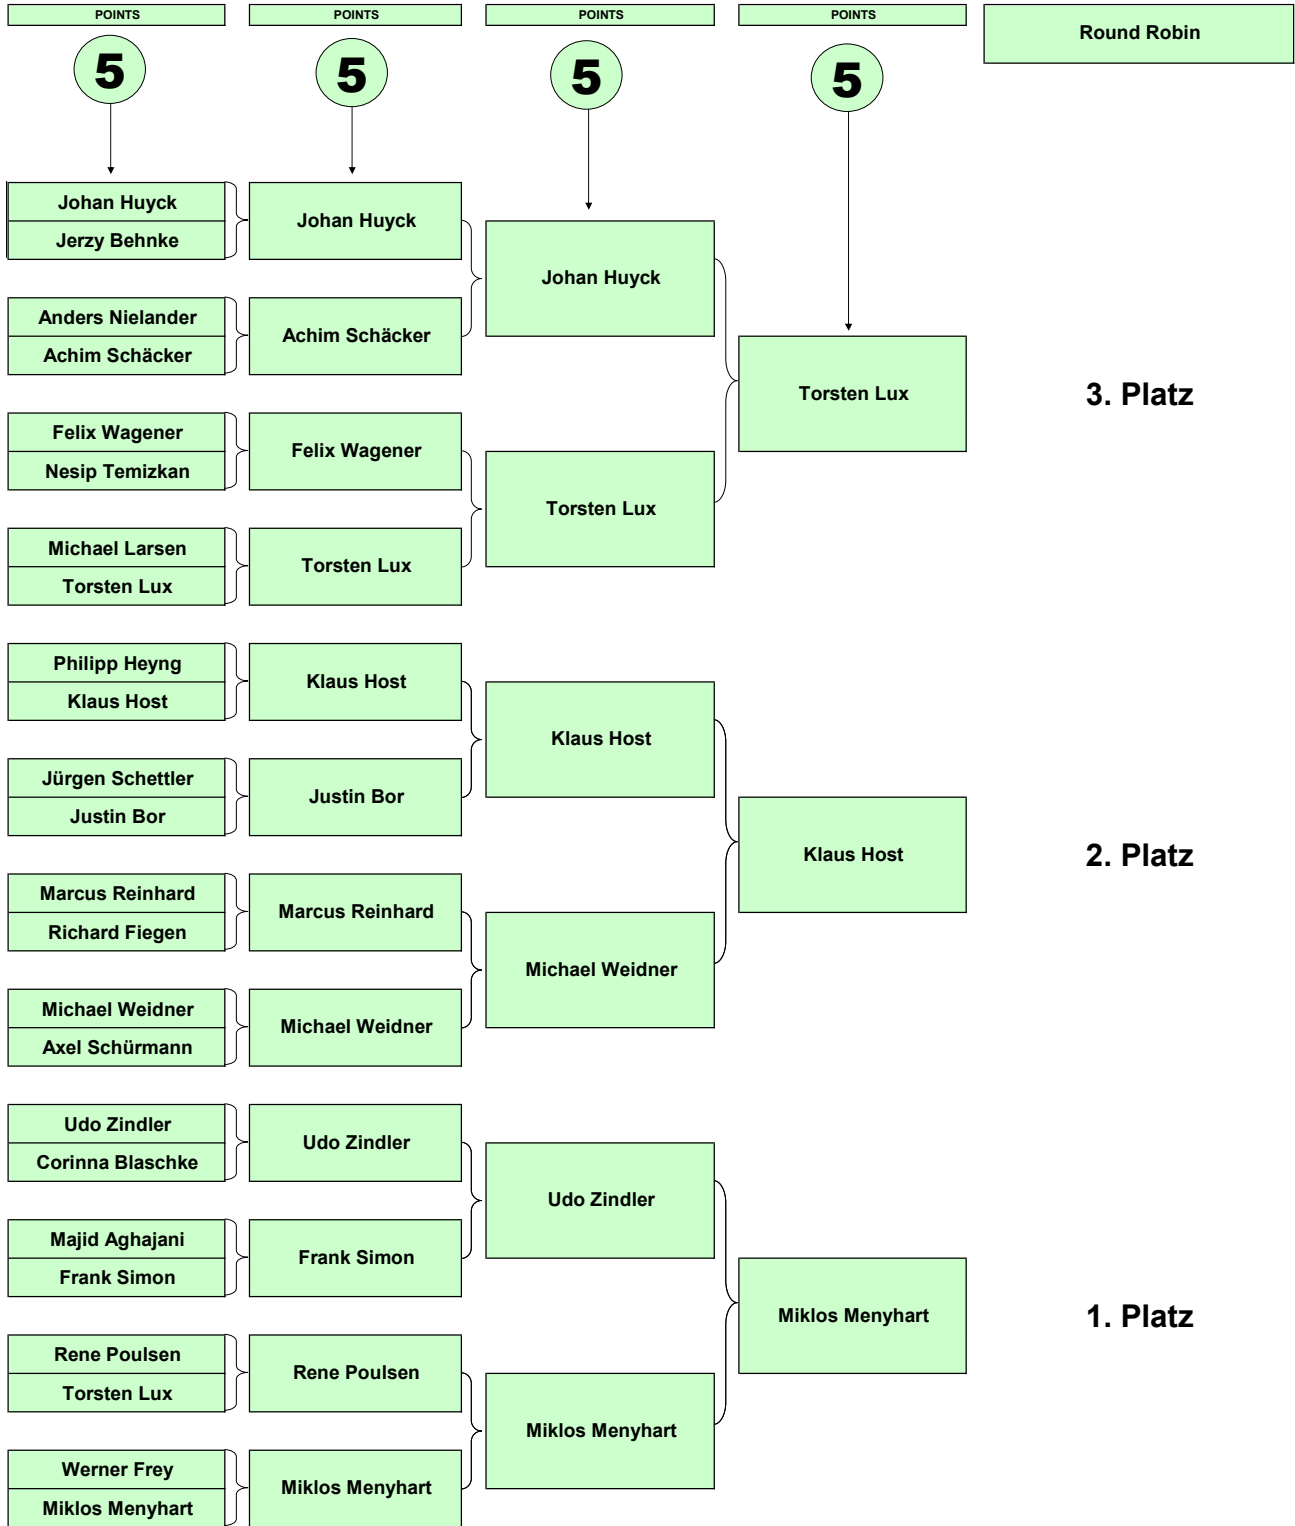 POINTS
POINTS
POINTS
POINTS
Round Robin
5
5
5
5
Johan Huyck
Jerzy Behnke
Anders Nielander
Achim Schäcker
Felix Wagener
Nesip Temizkan
Michael Larsen
Torsten Lux
Philipp Heyng
Klaus Host
Jürgen Schettler
Justin Bor
Marcus Reinhard
Richard Fiegen
Michael Weidner
Axel Schürmann
Udo Zindler
Corinna Blaschke
Majid Aghajani
Frank Simon
Rene Poulsen
Torsten Lux
Werner Frey
Miklos Menyhart
Johan Huyck
Achim Schäcker
Felix Wagener
Torsten Lux
Klaus Host
Justin Bor
Marcus Reinhard
Michael Weidner
Udo Zindler
Frank Simon
Rene Poulsen
Miklos Menyhart
Johan Huyck
Torsten Lux
Klaus Host
Michael Weidner
Udo Zindler
Miklos Menyhart
Torsten Lux
Klaus Host
Miklos Menyhart
3. Platz
2. Platz
1. Platz